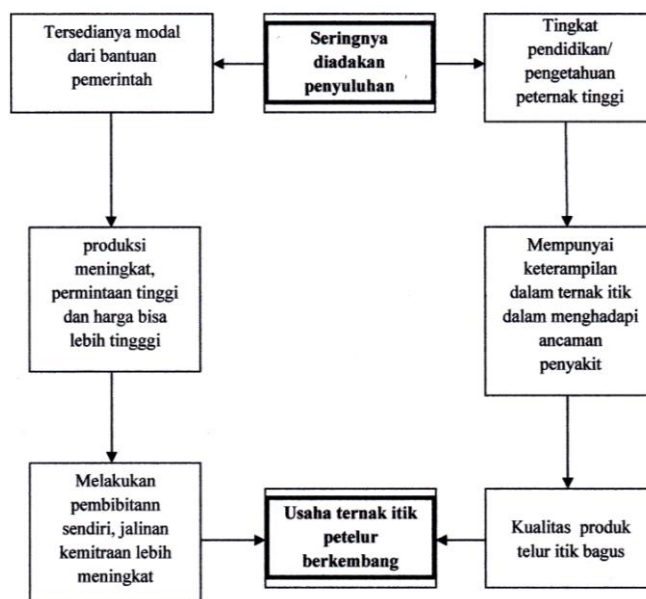 Tersedianya modal
dari bantuan
pemerintah
Seringnya
diadakan
penyuluhan
Tingkat
pendidikan/
pengetahuan
peternak tinggi
produksi
meningkat,
permintaan tinggi
dan harga bisa
lebih tingggi
Mempunyai
keterampilan
dalam ternak itik
dalam menghadapi
ancaman
penyakit
Melakukan
pembibitann
sendiri, jalinan
kemitraan lebih
meningkat
Usaha ternak itik
petelur
berkembang
Kualitas produk
telur itik bagus